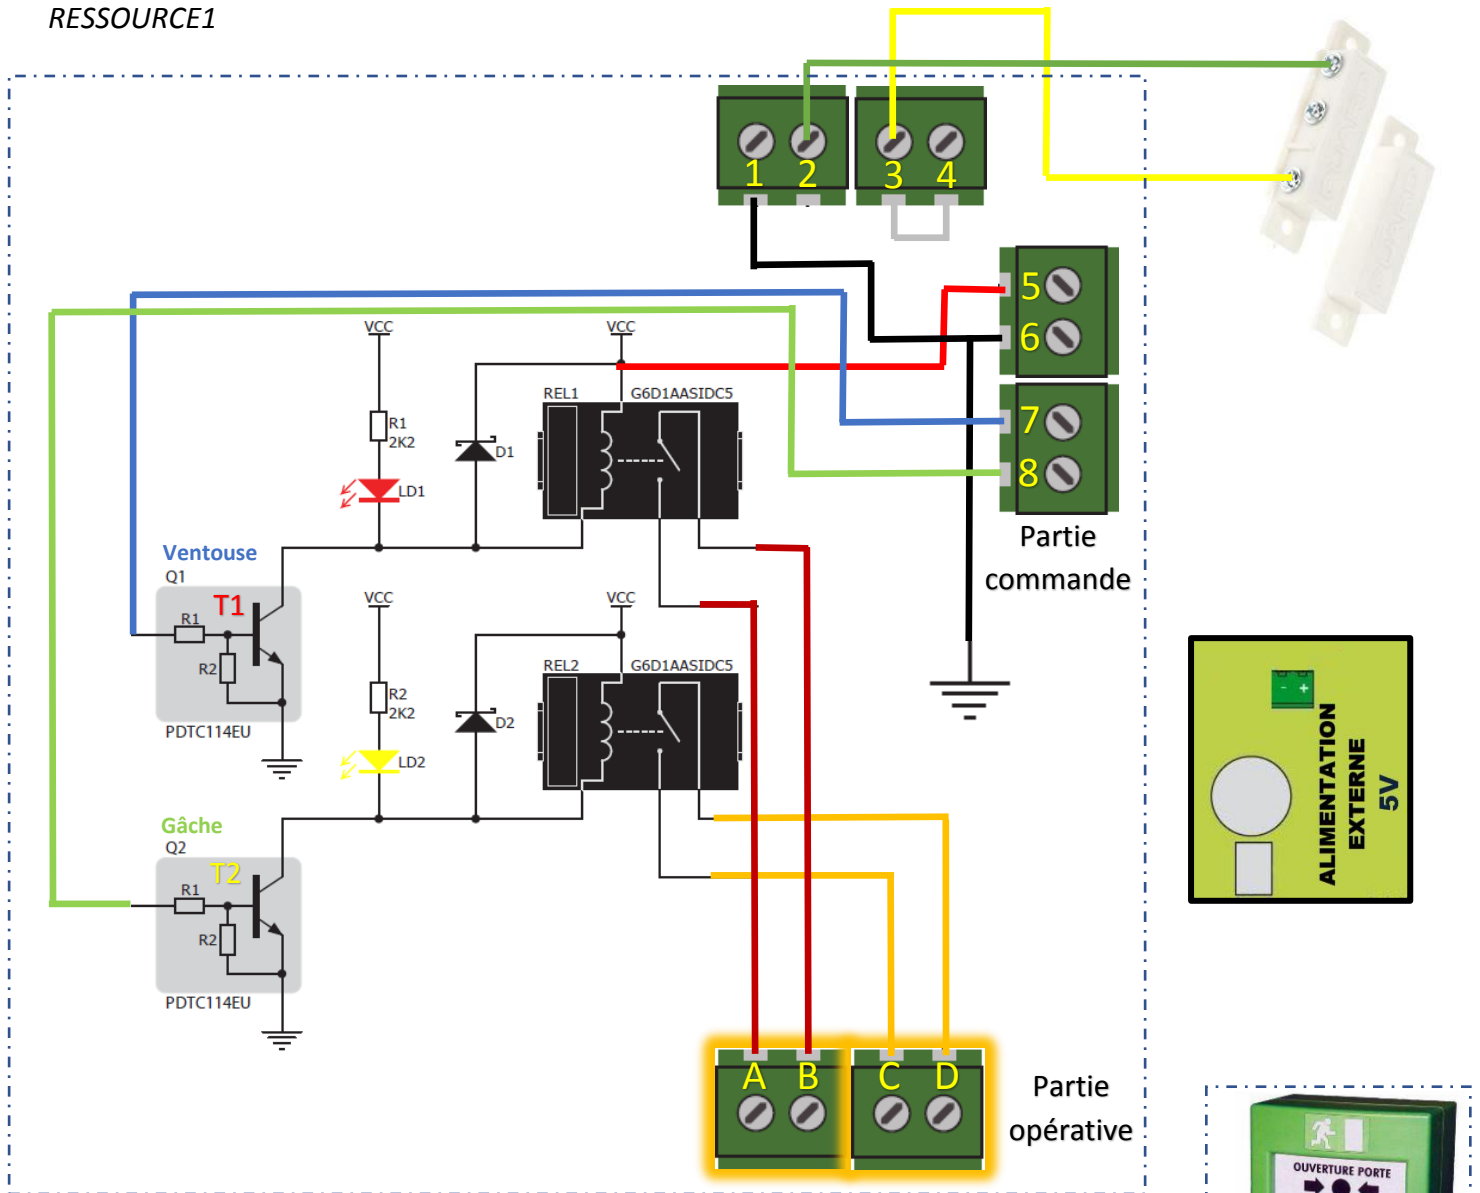 RESSOURCE1
1 2 3 4
5
6
7
8
Partie
commande
VCC
VCC
REL1
G6D1AASIDC5
R1
2K2
D1
LD1
Ventouse
Q1
T1
R1
R2
PDTC114EU
VCC
VCC
REL2
G6D1AASIDC5
R2
2K2
D2
LD2
Gâche
Q2
T2
R1
R2
PDTC114EU
- +
ALIMENTATION
EXTERNE
5V
A B C D
Partie
opérative
OUVERTURE PORTE